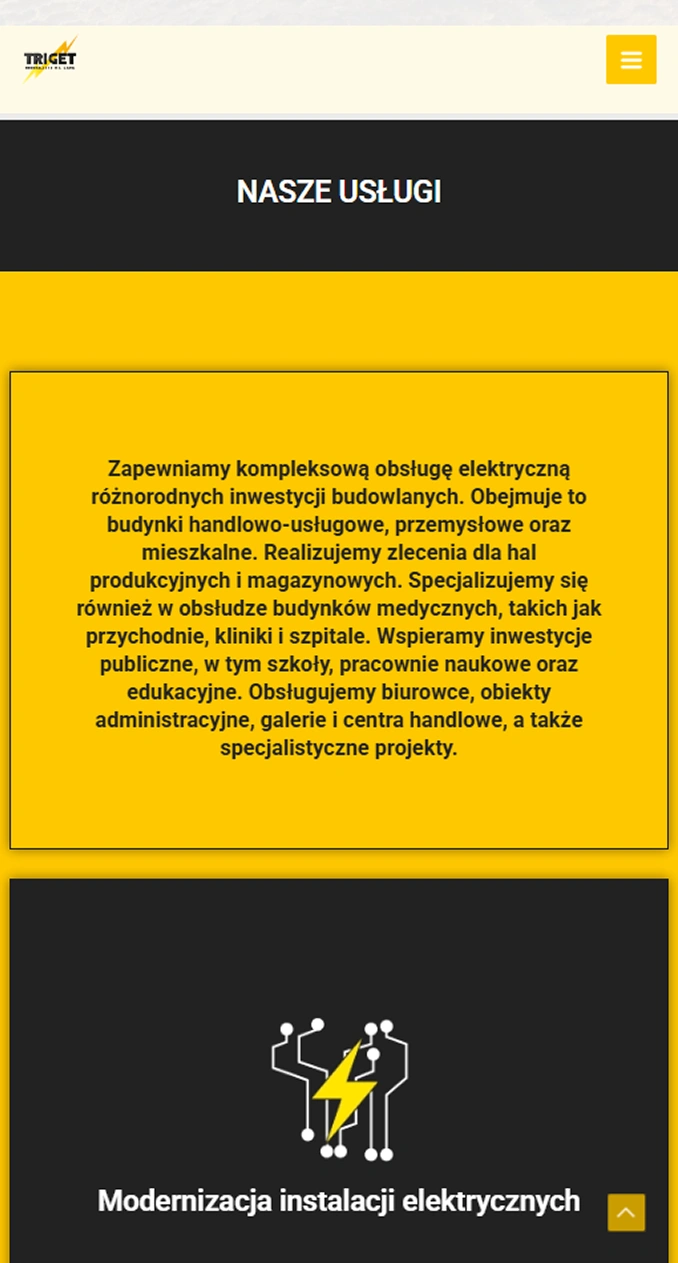 TRIGET
NASZE USŁUGI
Zapewniamy kompleksową obsługę elektryczną
różnorodnych inwestycji budowlanych. Obejmuje to
budynki handlowo-usługowe, przemysłowe oraz
mieszkalne. Realizujemy zlecenia dla hal
produkcyjnych i magazynowych. Specjalizujemy się
również w obsłudze budynków medycznych, takich jak
przychodnie, kliniki i szpitale. Wspieramy inwestycje
publiczne, w tym szkoły, pracownie naukowe oraz
edukacyjne. Obsługujemy biurowce, obiekty
administracyjne, galerie i centra handlowe, a także
specjalistyczne projekty.
Modernizacja instalacji elektrycznych